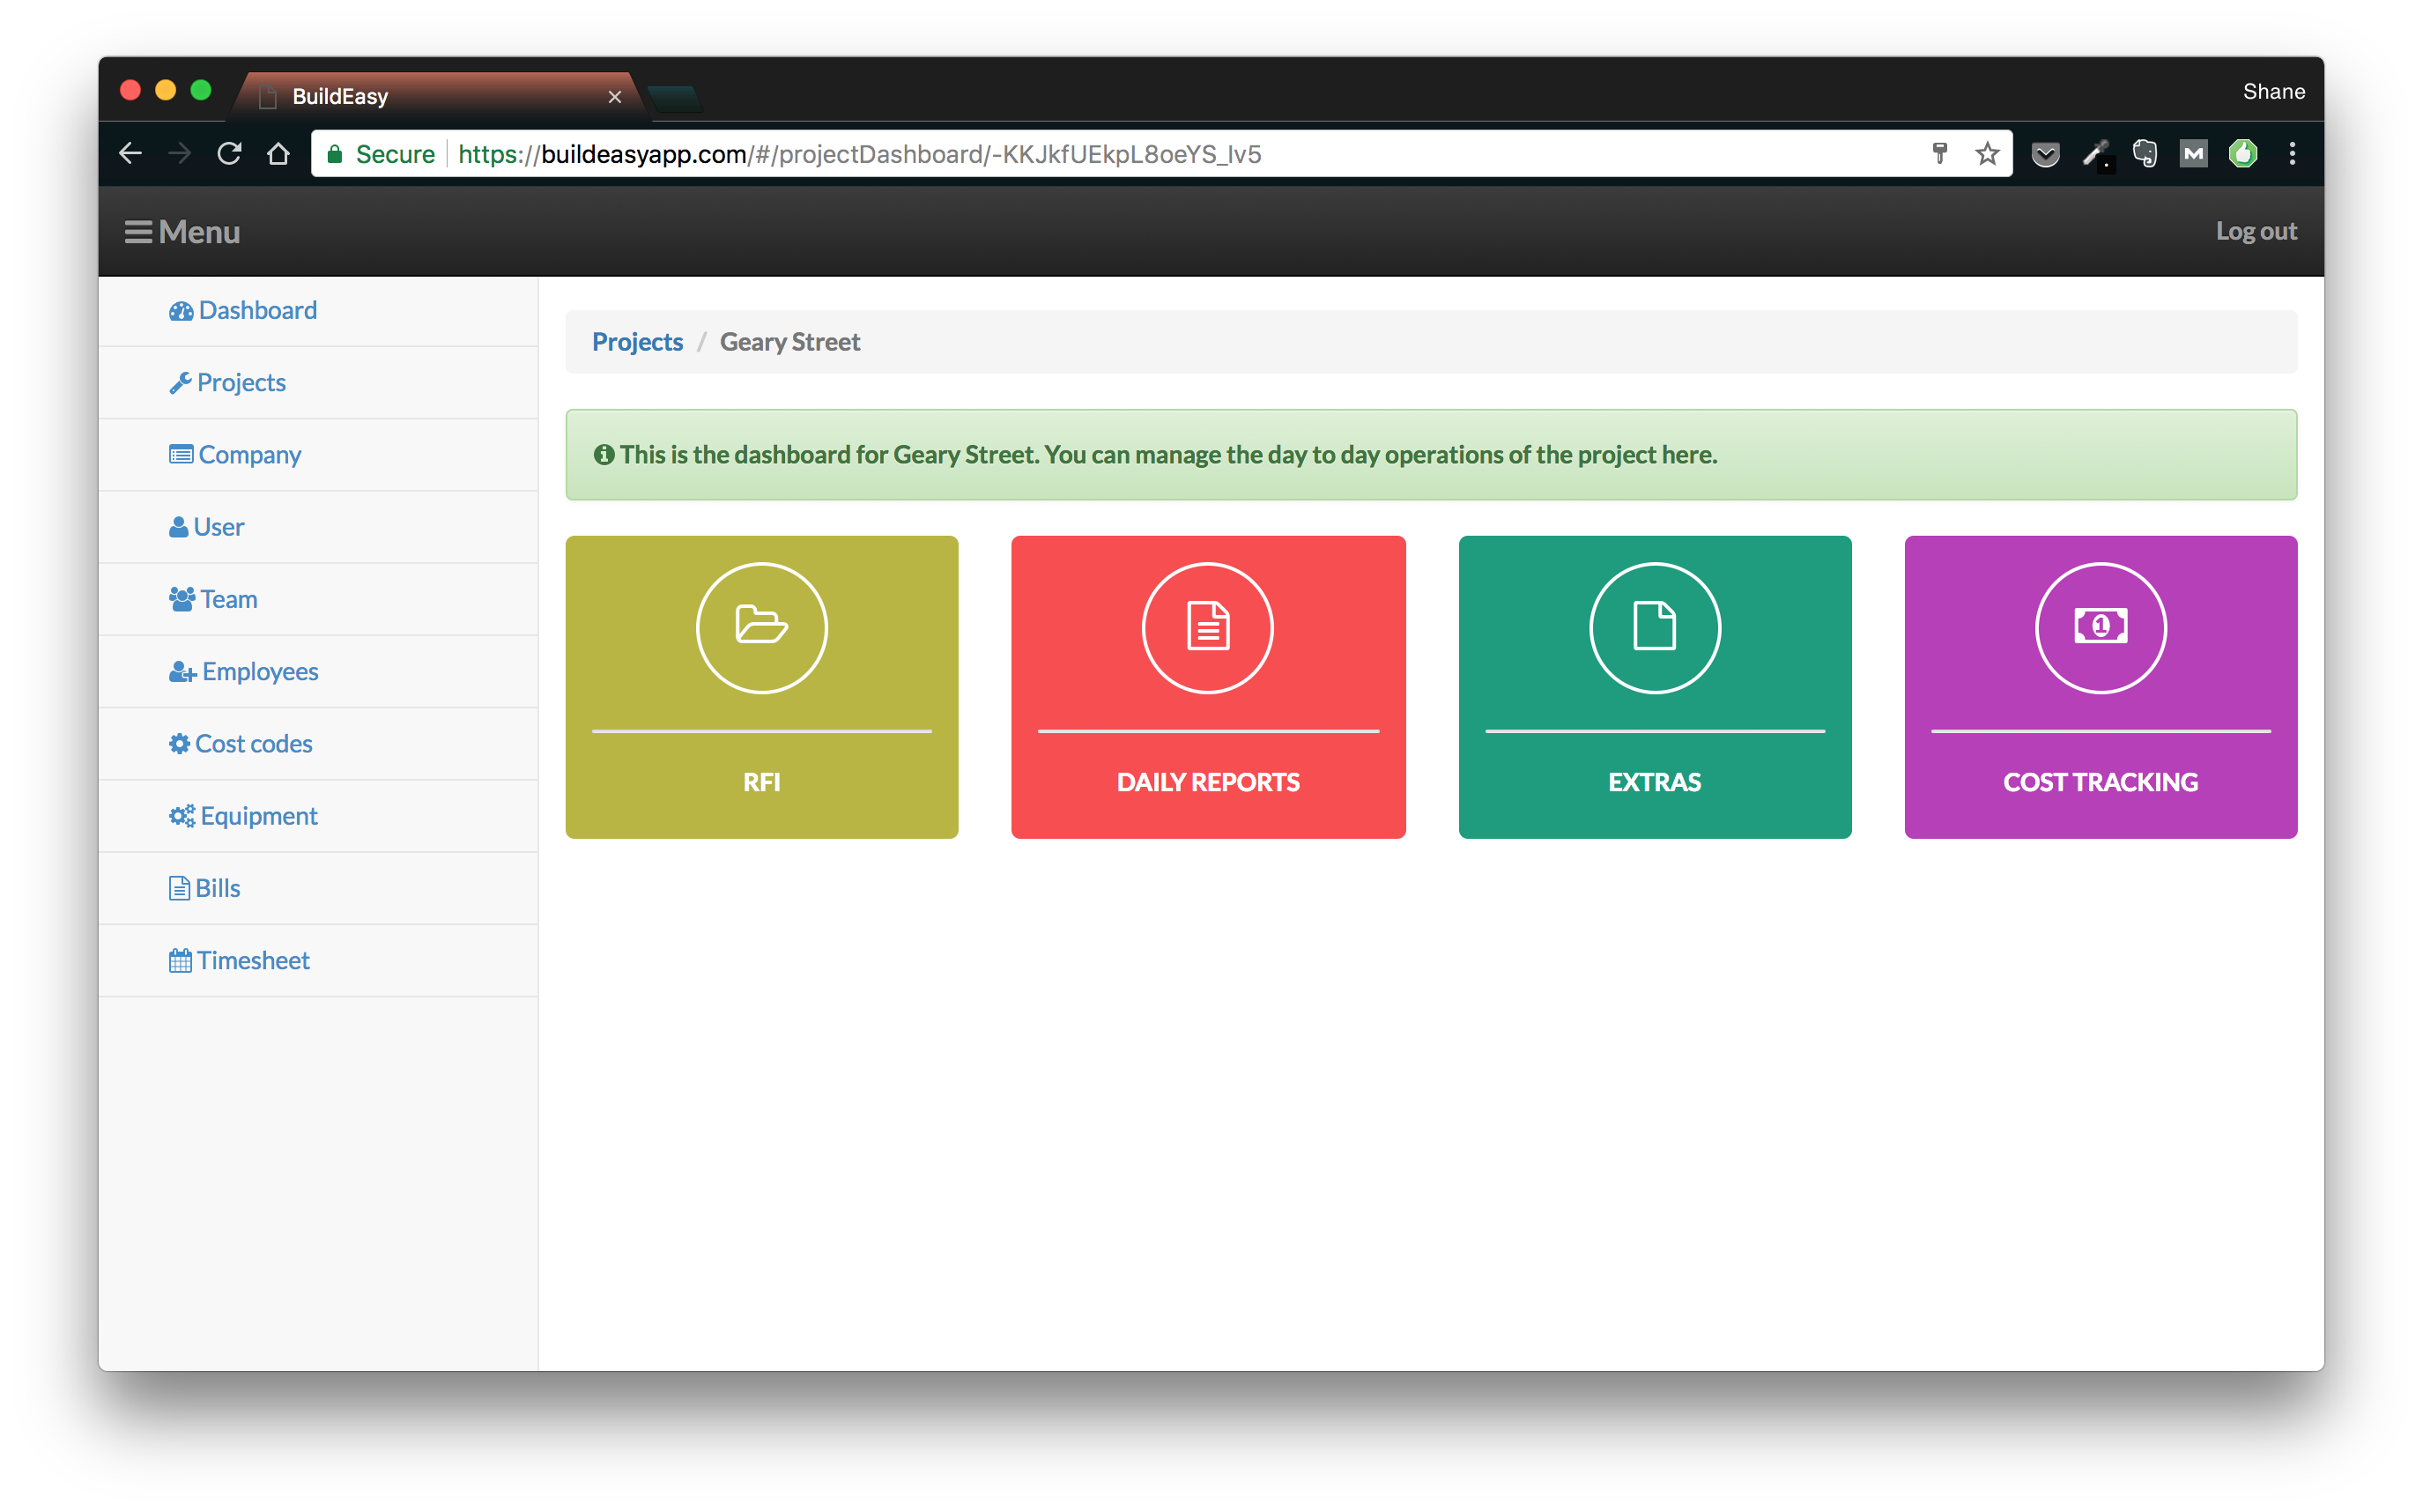 BuildEasy
Shane
Secure https://buildeasyapp.com/#/projectDashboard/-KKJkfUEkpL8oeYS_Iv5
Menu
Log out
Dashboard
Projects
Company
User
Team
Employees
Cost codes
Equipment
Bills
Timesheet
Projects / Geary Street
This is the dashboard for Geary Street. You can manage the day to day operations of the project here.
RFI
DAILY REPORTS
EXTRAS
1
COST TRACKING